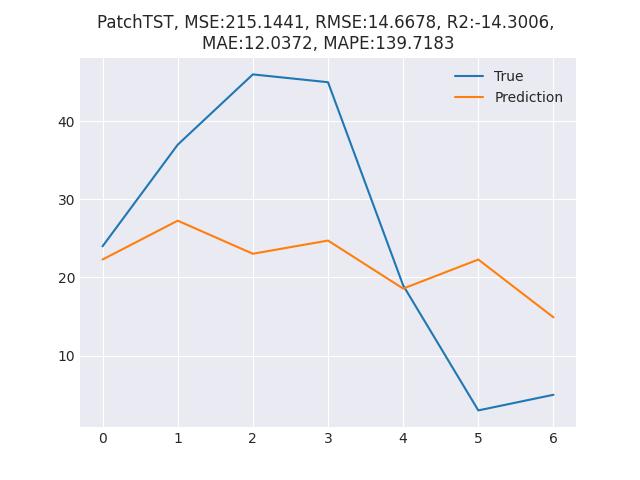 PatchTST, MSE:215.1441, RMSE:14.6678, R2:-14.3006,
MAE:12.0372, MAPE:139.7183
True
Prediction
40
30
20
10
0 1 2 3 4 5 6